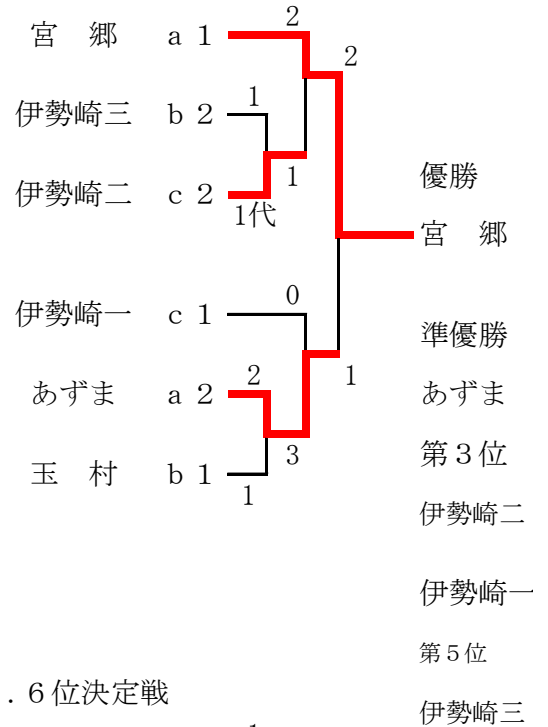 宮　郷　a 1
2
2
伊勢崎三　b 2
1
伊勢崎二　c 2
1代
1
優勝
宮　郷
伊勢崎一　c 1
0
準優勝
あずま　a 2
2
1
あずま
3
第３位
玉　村　b 1
1
伊勢崎二
伊勢崎一
第５位
．６位決定戦
伊勢崎三